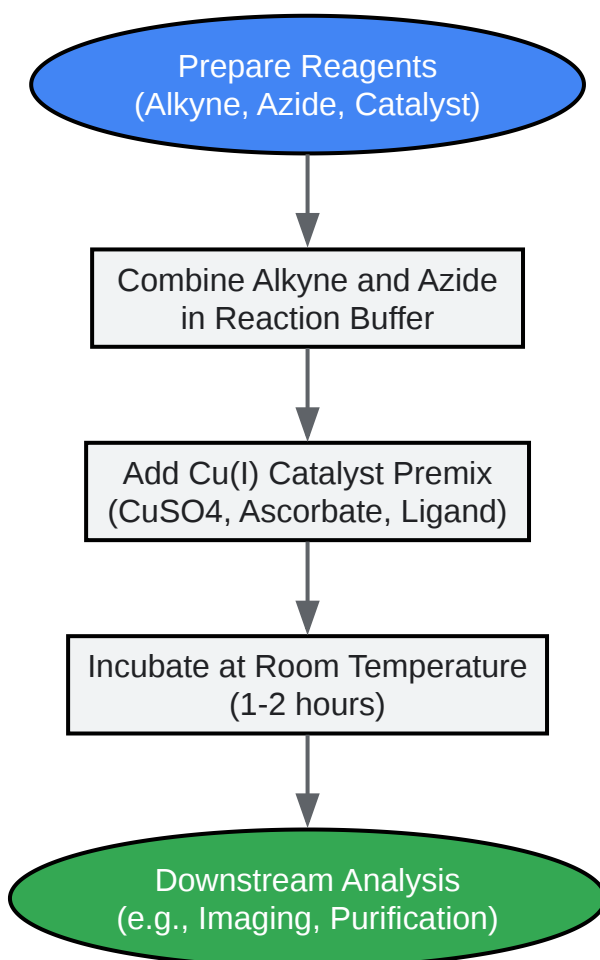 Prepare Reagents
(Alkyne, Azide, Catalyst)
Combine Alkyne and Azide
in Reaction Buffer
Add Cu(I) Catalyst Premix
(CuSO4, Ascorbate, Ligand)
Incubate at Room Temperature
(1-2 hours)
Downstream Analysis
(e.g., Imaging, Purification)